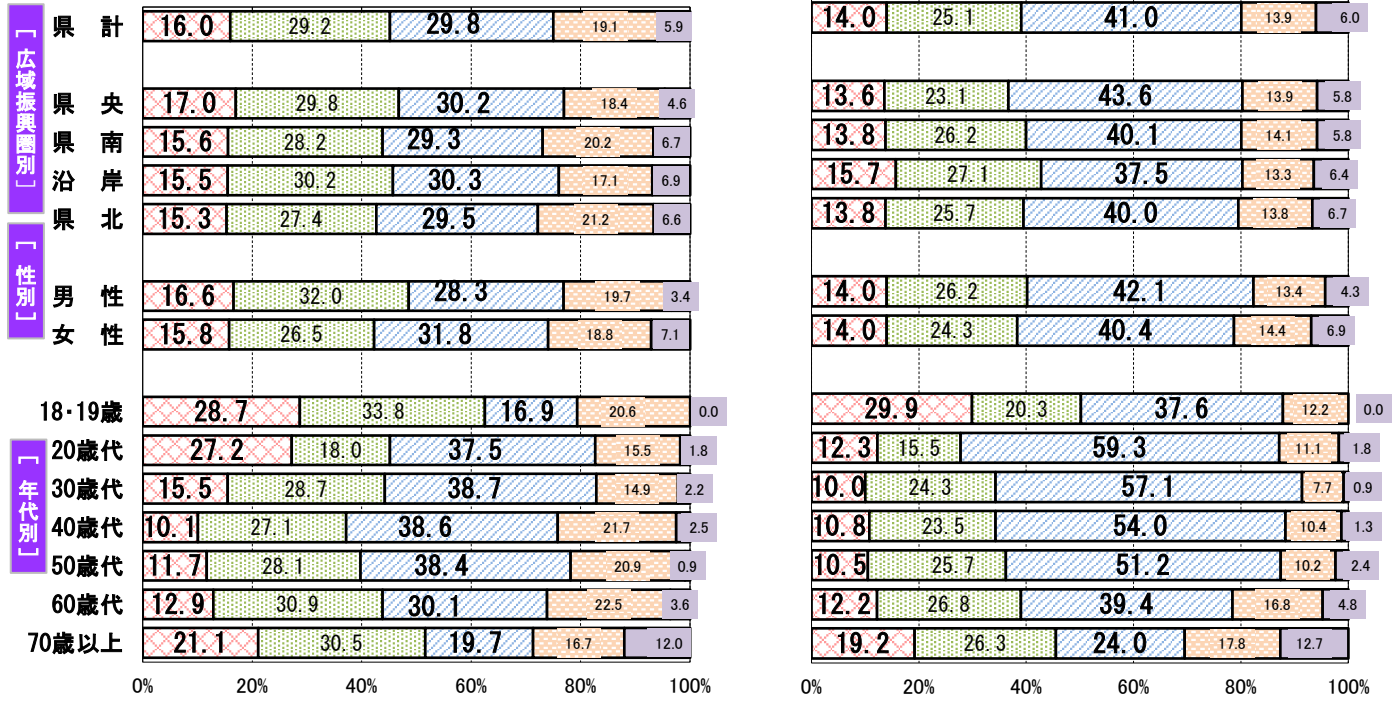 [広域振興圏別]
県 計 16.0 29.2 29.8 19.1 5.9 14.0 25.1 41.0 13.9 6.0
県 央 17.0 29.8 30.2 18.4 4.6 13.6 23.1 43.6 13.9 5.8
県 南 15.6 28.2 29.3 20.2 6.7 13.8 26.2 40.1 14.1 5.8
沿 岸 15.5 30.2 30.3 17.1 6.9 15.7 27.1 37.5 13.3 6.4
県 北 15.3 27.4 29.5 21.2 6.6 13.8 25.7 40.0 13.8 6.7
[性別]
男 性 16.6 32.0 28.3 19.7 3.4 14.0 26.2 42.1 13.4 4.3
女 性 15.8 26.5 31.8 18.8 7.1 14.0 24.3 40.4 14.4 6.9
18・19歳 28.7 33.8 16.9 20.6 0.0 29.9 20.3 37.6 12.2 0.0
[年代別]
20歳代 27.2 18.0 37.5 15.5 1.8 12.3 15.5 59.3 11.1 1.8
30歳代 15.5 28.7 38.7 14.9 2.2 10.0 24.3 57.1 7.7 0.9
40歳代 10.1 27.1 38.6 21.7 2.5 10.8 23.5 54.0 10.4 1.3
50歳代 11.7 28.1 38.4 20.9 0.9 10.5 25.7 51.2 10.2 2.4
60歳代 12.9 30.9 30.1 22.5 3.6 12.2 26.8 39.4 16.8 4.8
70歳以上 21.1 30.5 19.7 16.7 12.0 19.2 26.3 24.0 17.8 12.7
0% 20% 40% 60% 80% 100% 0% 20% 40% 60% 80% 100%